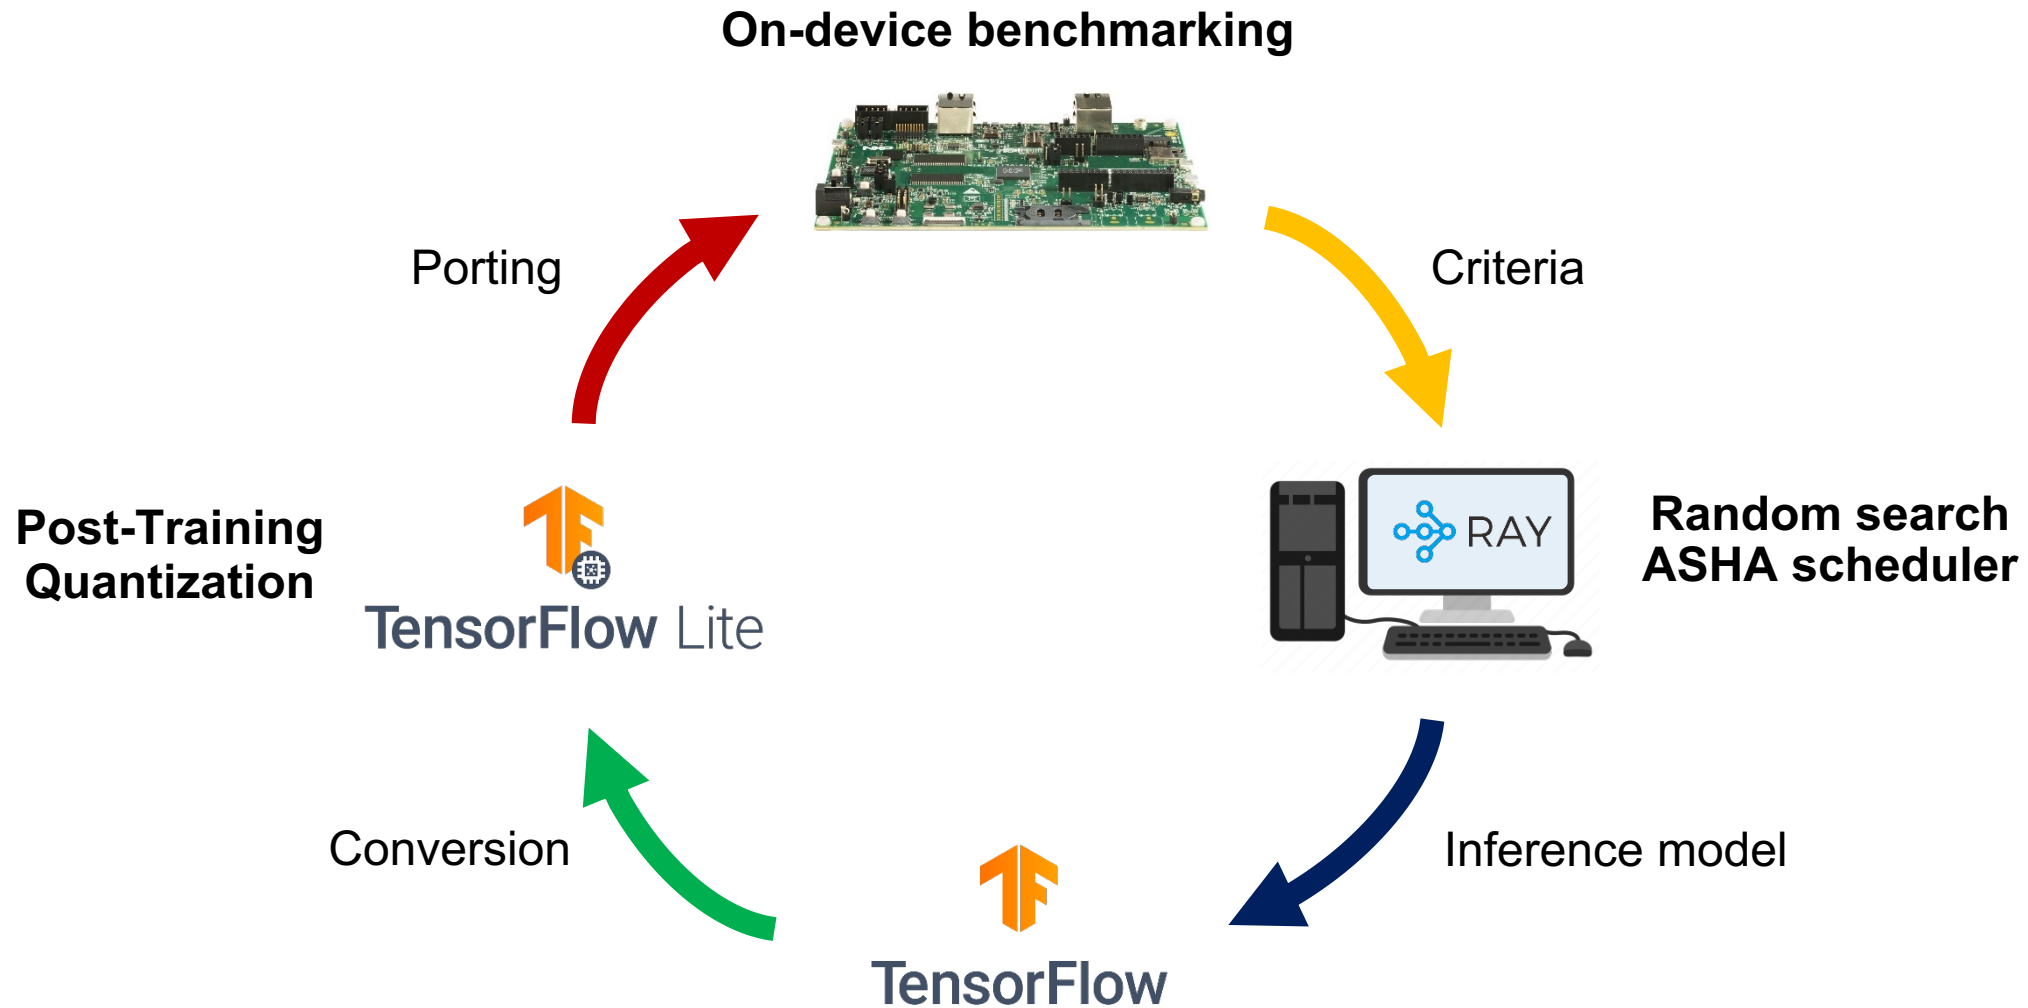 On-device benchmarking
Porting
Criteria
Post-Training
Quantization
TensorFlow Lite
RAY
Random search
ASHA scheduler
Conversion
Inference model
TensorFlow